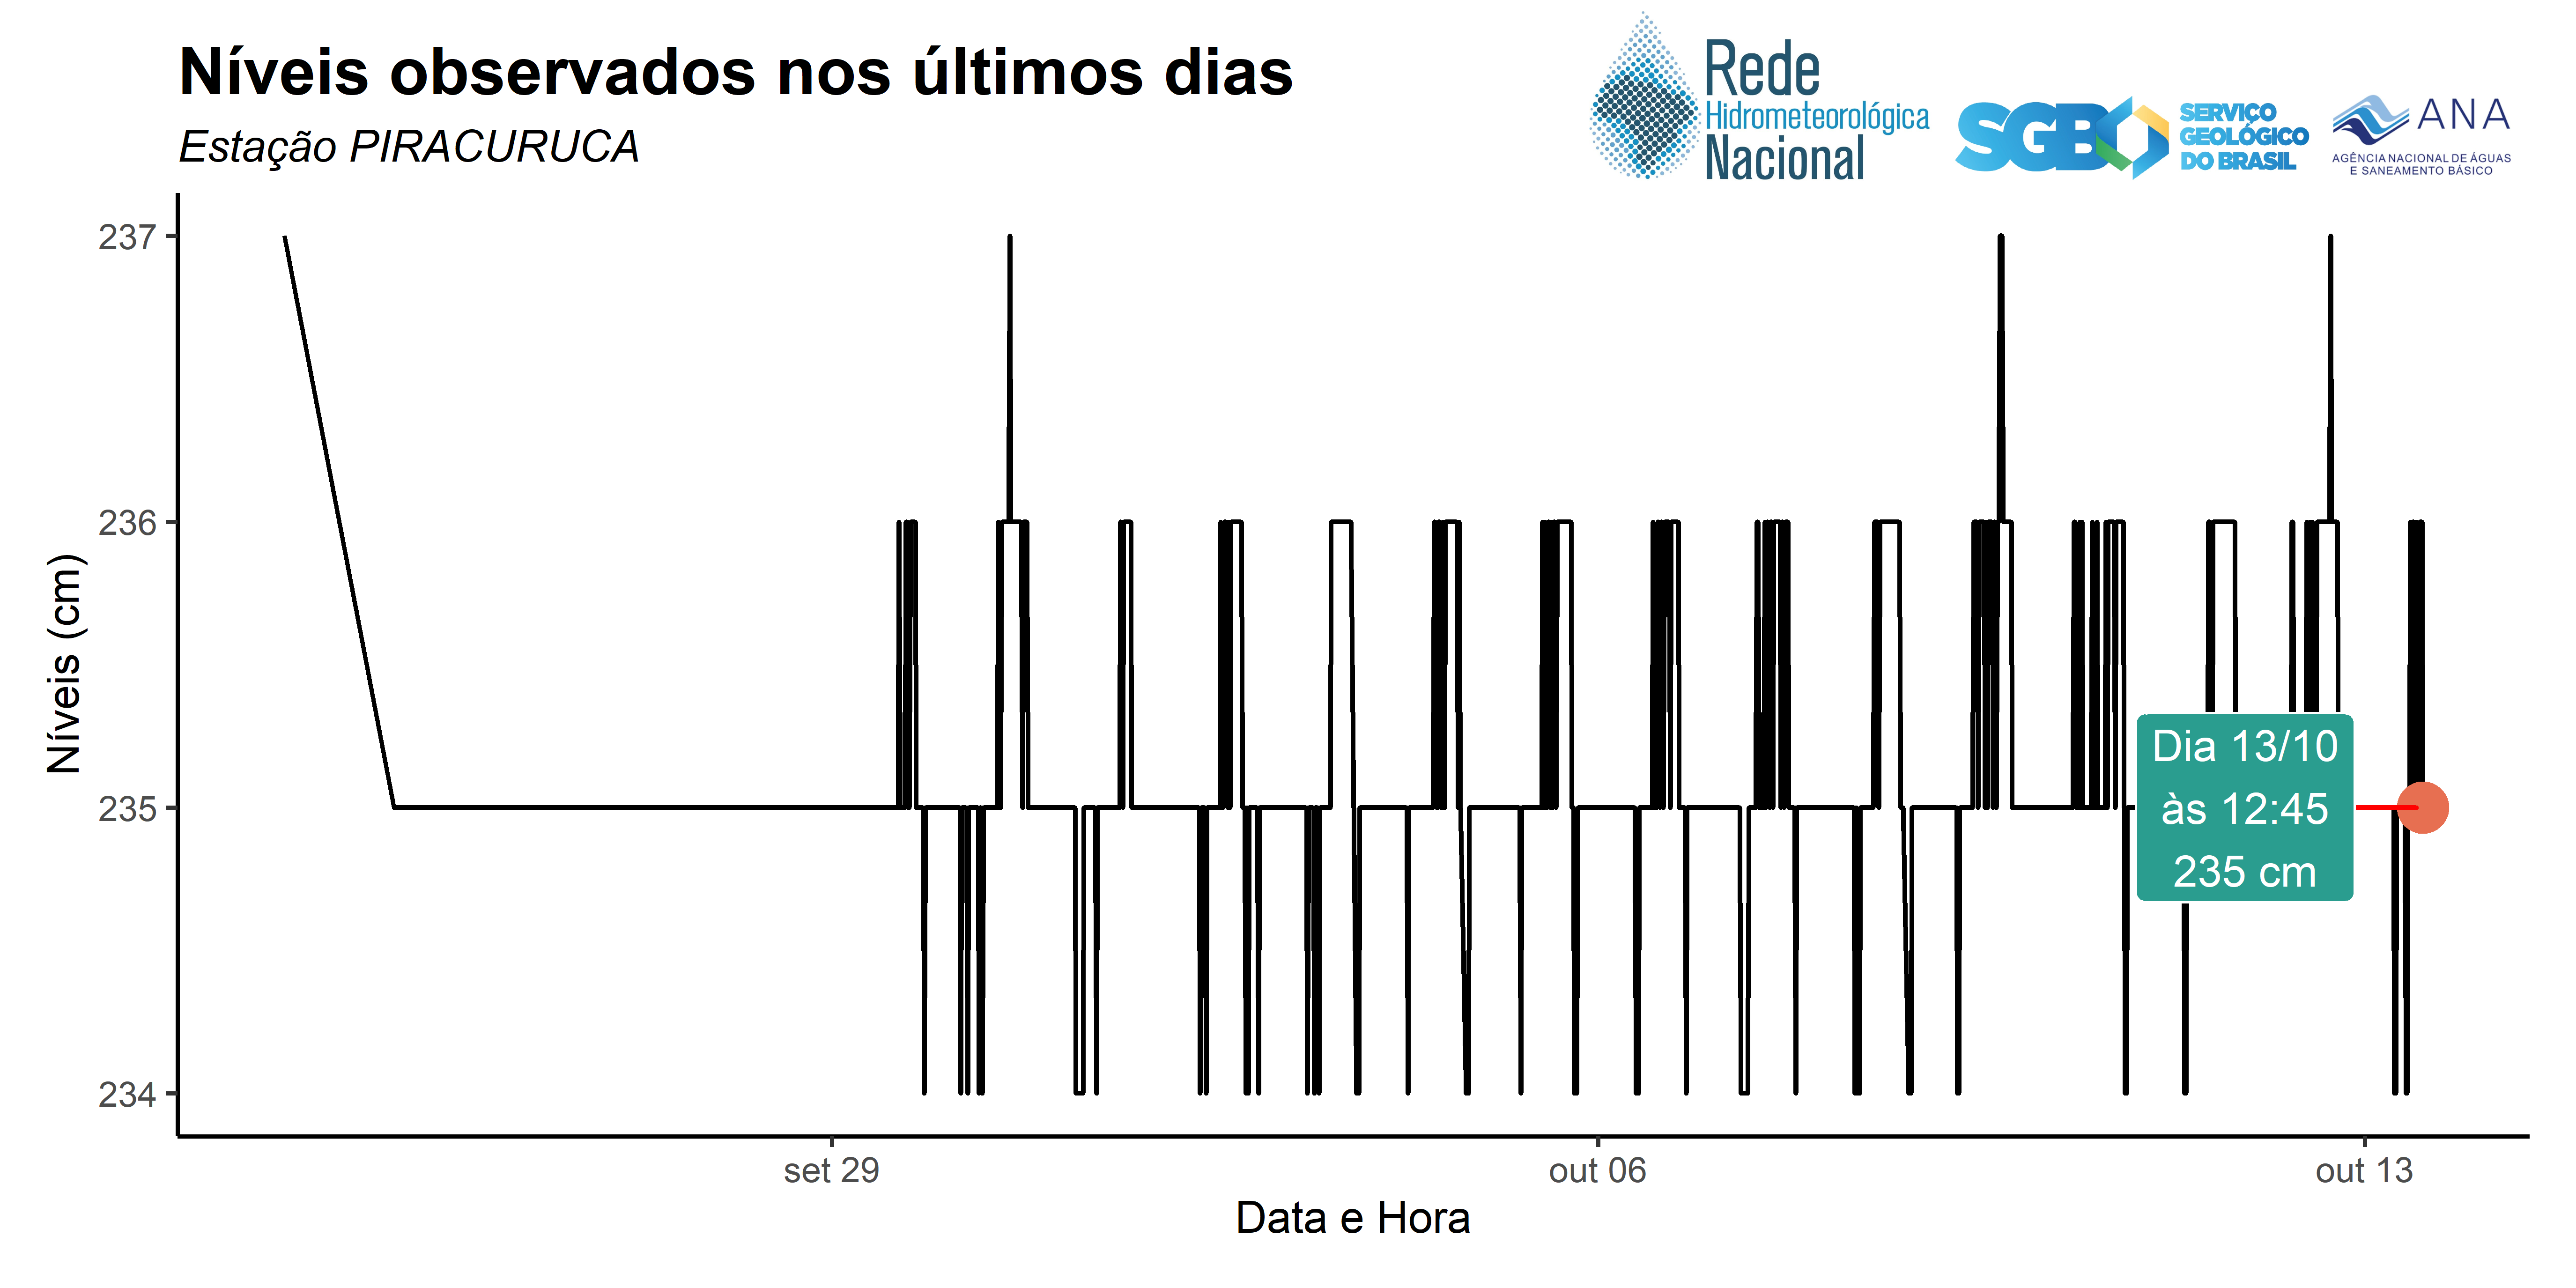 Níveis observados nos últimos dias
Estação PIRACURUCA
Rede
Hidrometeorológica
Nacional
SGB
SERVIÇO
GEOLÓGICO
DO BRASIL
ANA
AGÊNCIA NACIONAL DE ÁGUAS
E SANEAMENTO BÁSICO
Níveis (cm)
237
236
235
234
Dia 13/10
às 12:45
235 cm
set 29
out 06
out 13
Data e Hora